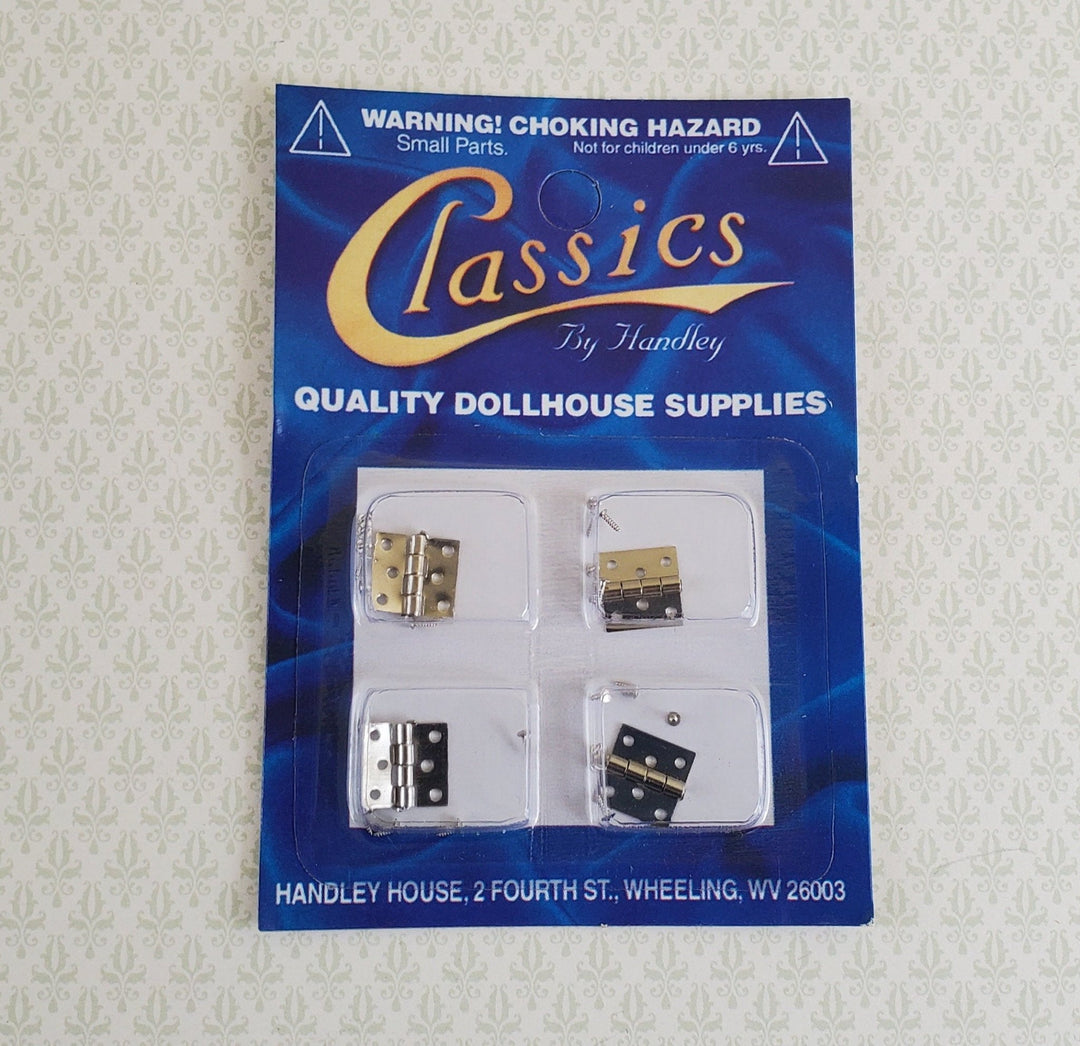 WARNING! CHOKING HAZARD
Small Parts. Not for children under 6 yrs.
Classics
By Handley
QUALITY DOLLHOUSE SUPPLIES
HANDLEY HOUSE, 2 FOURTH ST., WHEELING, WV 26003